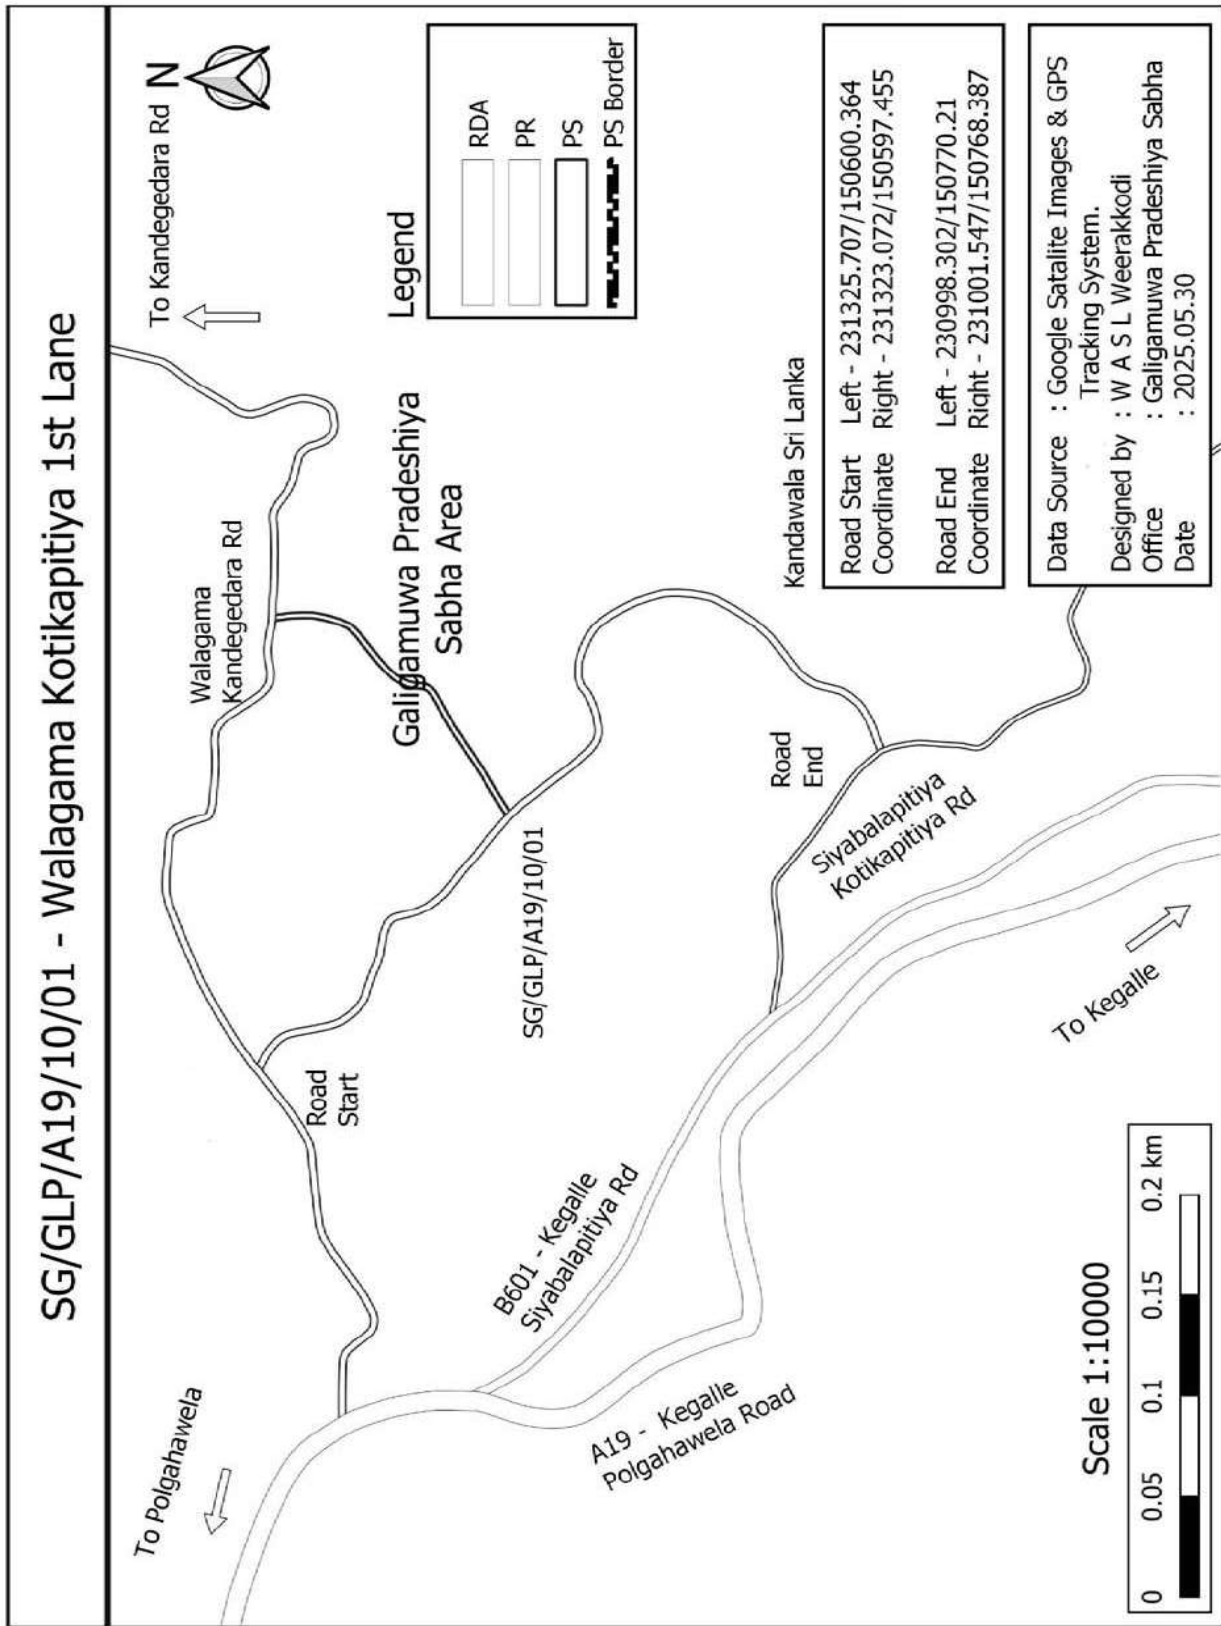 SG/GLP/A19/10/01 - Walagama Kotikapitiya 1st Lane
To Polgahawela
To Kandegedara Rd
N
Walagama
Kandegedara Rd
Road
Start
Legend
RDA
PR
PS
PS Border
Galigamuwa Pradeshiya
Sabha Area
SG/GLP/A19/10/01
B601 - Kegalle
Siyabalapitiya Rd
A19 - Kegalle
Polgahawela Road
Road
End
Siyabalapitiya
Kotikapitiya Rd
To Kegalle
Kandawala Sri Lanka
Road Start Left - 231325.707/150600.364
Coordinate Right - 231323.072/150597.455
Road End Left - 230998.302/150770.21
Coordinate Right - 231001.547/150768.387
Data Source : Google Satalite Images & GPS
Tracking System.
Designed by : W A S L Weerakkodi
Office : Galigamuwa Pradeshiya Sabha
Date : 2025.05.30
Scale 1:10000
0 0.05 0.1 0.15 0.2 km